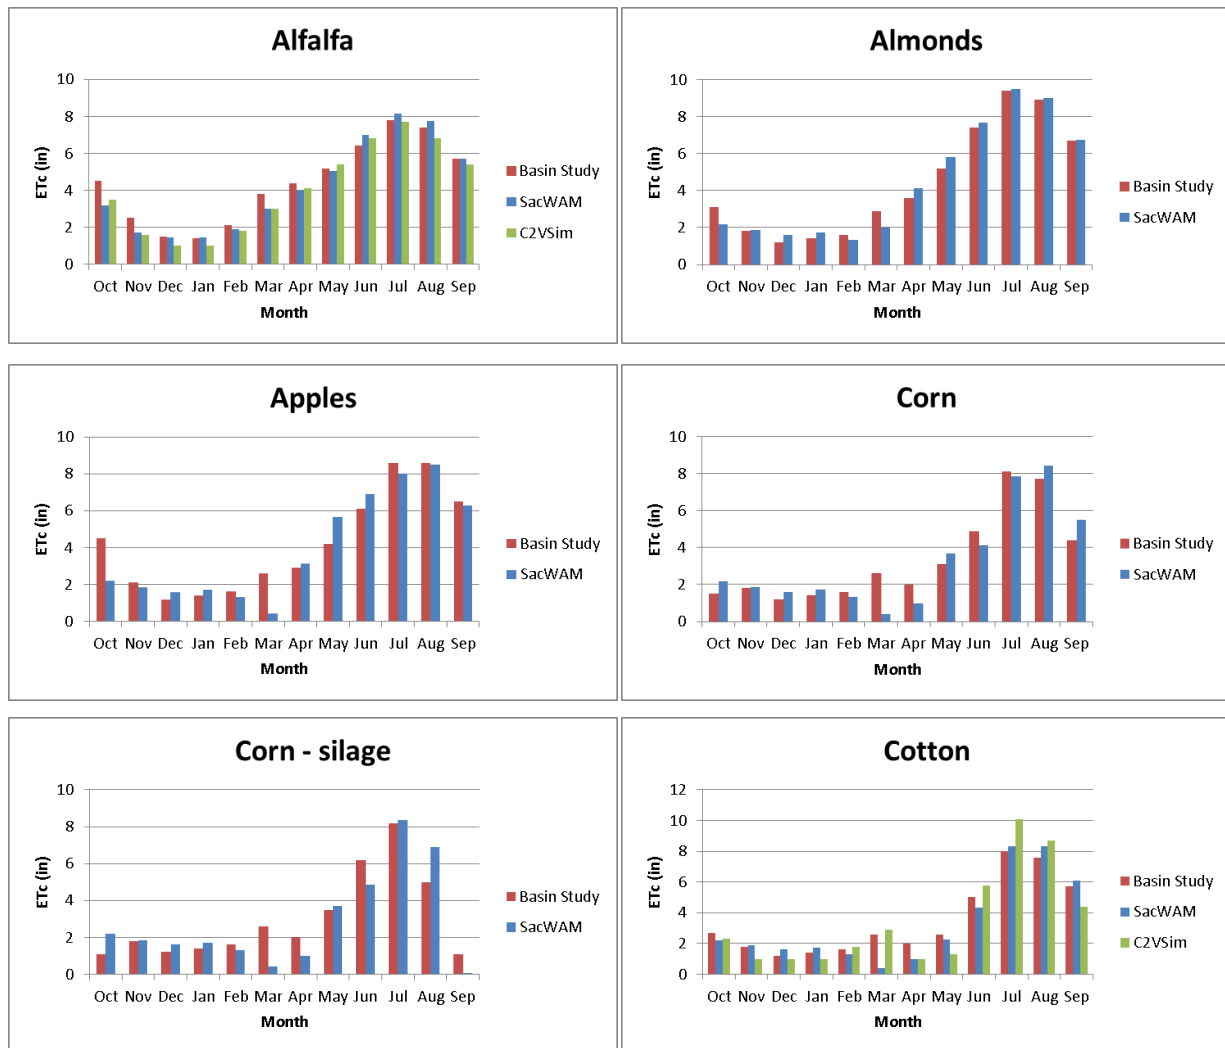 Alfalfa
10
8
6
4
2
0
ETc (in)
Oct Nov Dec Jan Feb Mar Apr May Jun Jul Aug Sep
Month
Basin Study
SacWAM
C2VSim
Almonds
10
8
6
4
2
0
ETc (in)
Oct Nov Dec Jan Feb Mar Apr May Jun Jul Aug Sep
Month
Basin Study
SacWAM
Apples
10
8
6
4
2
0
ETc (in)
Oct Nov Dec Jan Feb Mar Apr May Jun Jul Aug Sep
Month
Basin Study
SacWAM
Corn
10
8
6
4
2
0
ETc (in)
Oct Nov Dec Jan Feb Mar Apr May Jun Jul Aug Sep
Month
Basin Study
SacWAM
Corn - silage
10
8
6
4
2
0
ETc (in)
Oct Nov Dec Jan Feb Mar Apr May Jun Jul Aug Sep
Month
Basin Study
SacWAM
Cotton
12
10
8
6
4
2
0
ETc (in)
Oct Nov Dec Jan Feb Mar Apr May Jun Jul Aug Sep
Month
Basin Study
SacWAM
C2VSim